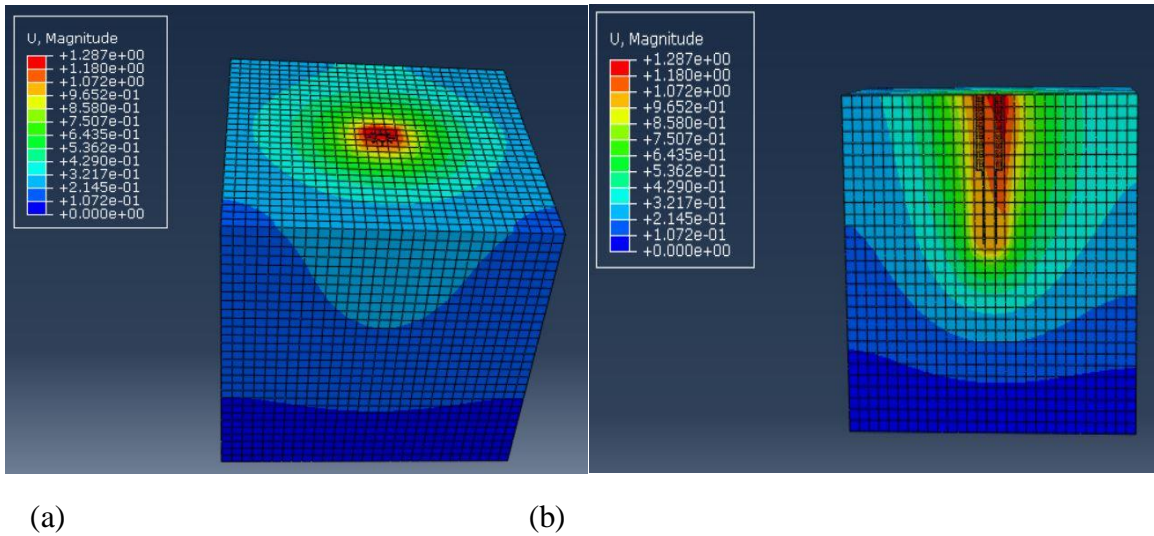 U, Magnitude
+1.287e+00
+1.180e+00
+1.072e+00
+9.652e-01
+8.580e-01
+7.507e-01
+6.435e-01
+5.362e-01
+4.290e-01
+3.217e-01
+2.145e-01
+1.072e-01
+0.000e+00
U, Magnitude
+1.287e+00
+1.180e+00
+1.072e+00
+9.652e-01
+8.580e-01
+7.507e-01
+6.435e-01
+5.362e-01
+4.290e-01
+3.217e-01
+2.145e-01
+1.072e-01
+0.000e+00
(a) (b)